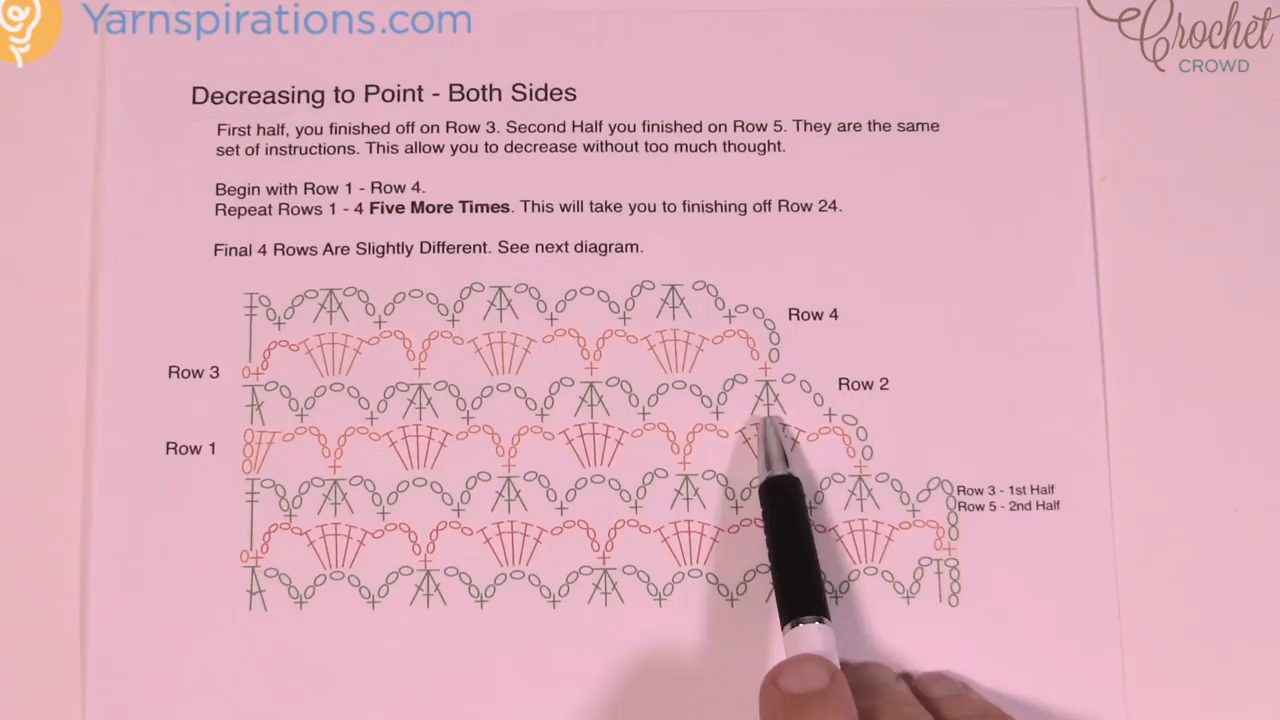 Yarnspirations.com
Crochet
CROWD
Decreasing to Point - Both Sides
First half, you finished off on Row 3. Second Half you finished on Row 5. They are the same
set of instructions. This allow you to decrease without too much thought.
Begin with Row 1 - Row 4.
Repeat Rows 1 - 4 Five More Times. This will take you to finishing off Row 24.
Final 4 Rows Are Slightly Different. See next diagram.
Row 4
Row 3
Row 2
Row 1
Row 3 - 1st Half
Row 5 - 2nd Half